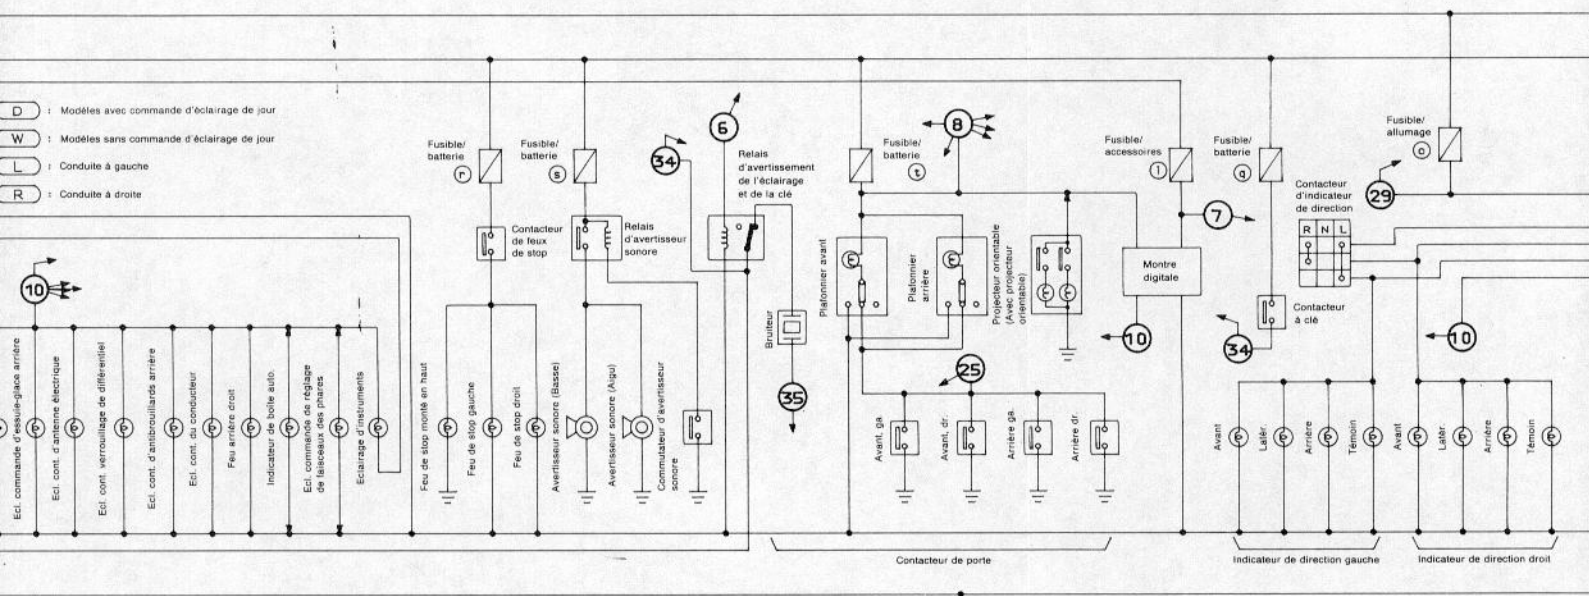 D : Modèles avec commande d'éclairage de jour
W : Modèles sans commande d'éclairage de jour
L : Conduite à gauche
R : Conduite à droite
10
Ecl. commande d'essuie-glace arrière
Ecl. cont. d'antenne électrique
Ecl. cont. verrouillage de différentiel
Ecl. cont. d'antibrouillards arrière
Ecl. cont. du conducteur
Feu arrière droit
Indicateur de boîte auto.
Ecl. commande de réglage
de faisceaux des phares
Eclairage d'instruments
Fusible/
batterie
r
Contacteur
de feux
de stop
Feu de stop monté en haut
Feu de stop gauche
Feu de stop droit
Fusible/
batterie
s
Relais
d'avertisseur
sonore
Avertisseur sonore (Basse)
Avertisseur sonore (Aigu)
Commutateur d'avertisseur
sonore
34
6
Relais
d'avertissement
de l'éclairage
et de la clé
Bruiteur
35
Fusible/
batterie
t
8
Plafonnier avant
Plafonnier
arrière
Projecteur orientable
(Avec projecteur
orientable)
25
Avant, ga.
Avant, dr.
Arrière ga.
Arrière dr.
Contacteur de porte
Fusible/
accessoires
l
7
Montre
digitale
10
Fusible/
batterie
q
Contacteur
d'indicateur
de direction
R N L
Contacteur
à clé
34
Fusible/
allumage
o
29
10
Avant
Latér.
Arrière
Témoin
Indicateur de direction gauche
Avant
Latér.
Arrière
Témoin
Indicateur de direction droit